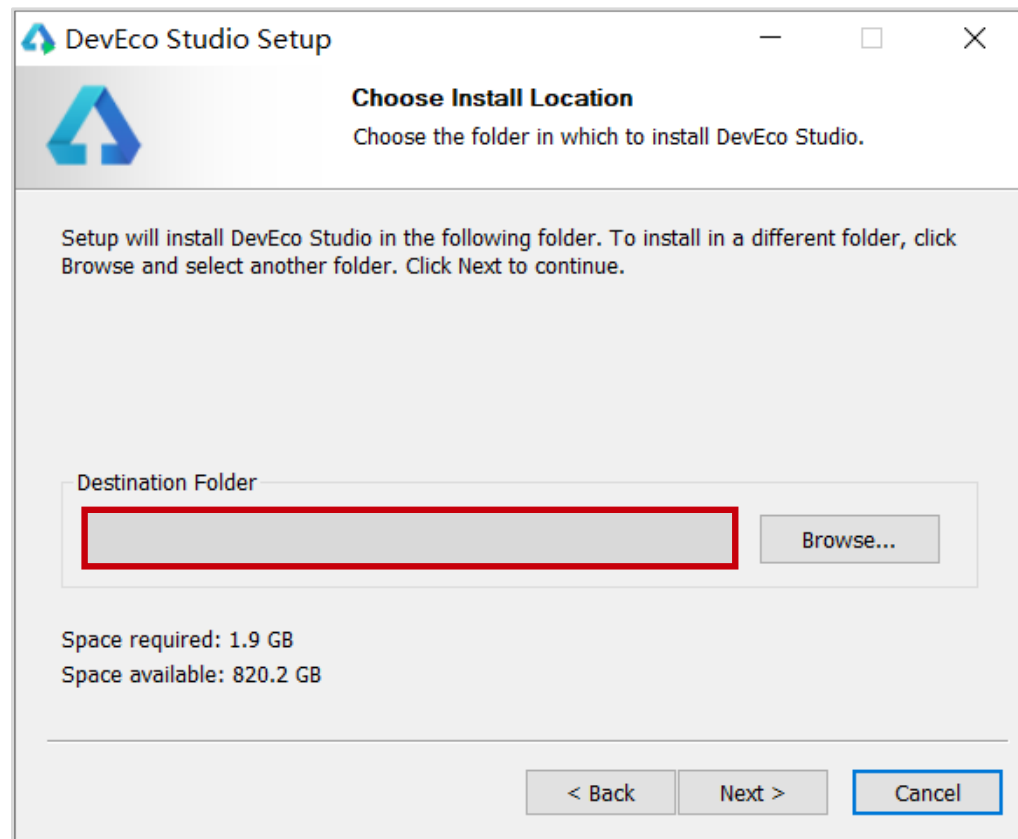 DevEco Studio Setup
Choose Install Location
Choose the folder in which to install DevEco Studio.
Setup will install DevEco Studio in the following folder. To install in a different folder, click
Browse and select another folder. Click Next to continue.
Destination Folder
Browse...
Space required: 1.9 GB
Space available: 820.2 GB
< Back
Next >
Cancel